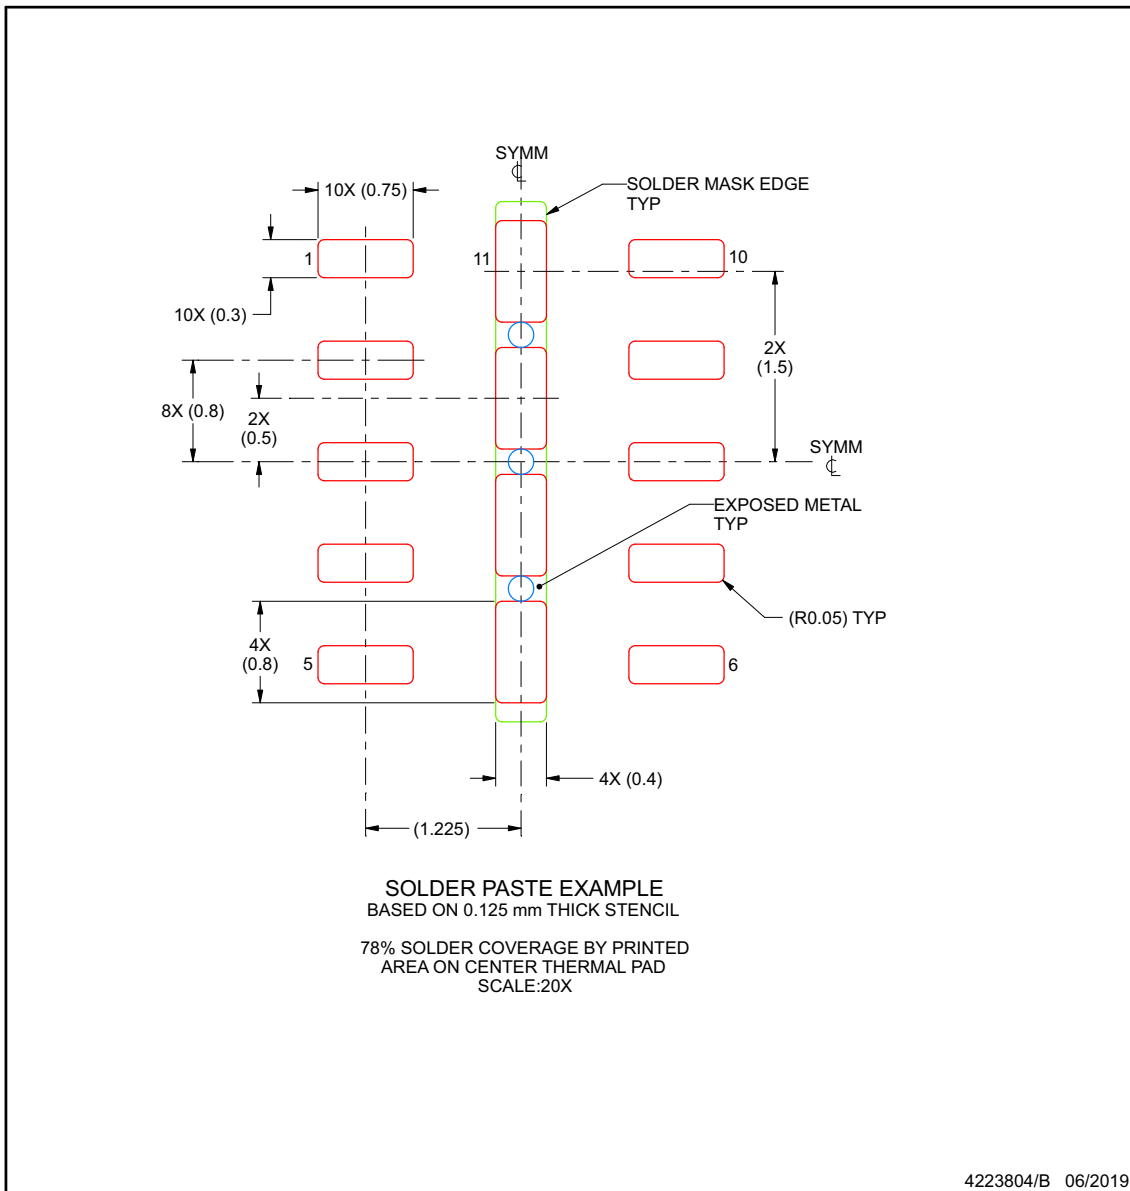 SYMM
10X (0.75)
SOLDER MASK EDGE
TYP
1
11
10
10X (0.3)
2X
(1.5)
8X (0.8)
2X
(0.5)
SYMM
EXPOSED METAL
TYP
(R0.05) TYP
4X
(0.8)
5
6
4X (0.4)
(1.225)
SOLDER PASTE EXAMPLE
BASED ON 0.125 mm THICK STENCIL
78% SOLDER COVERAGE BY PRINTED
AREA ON CENTER THERMAL PAD
SCALE:20X
4223804/B 06/2019